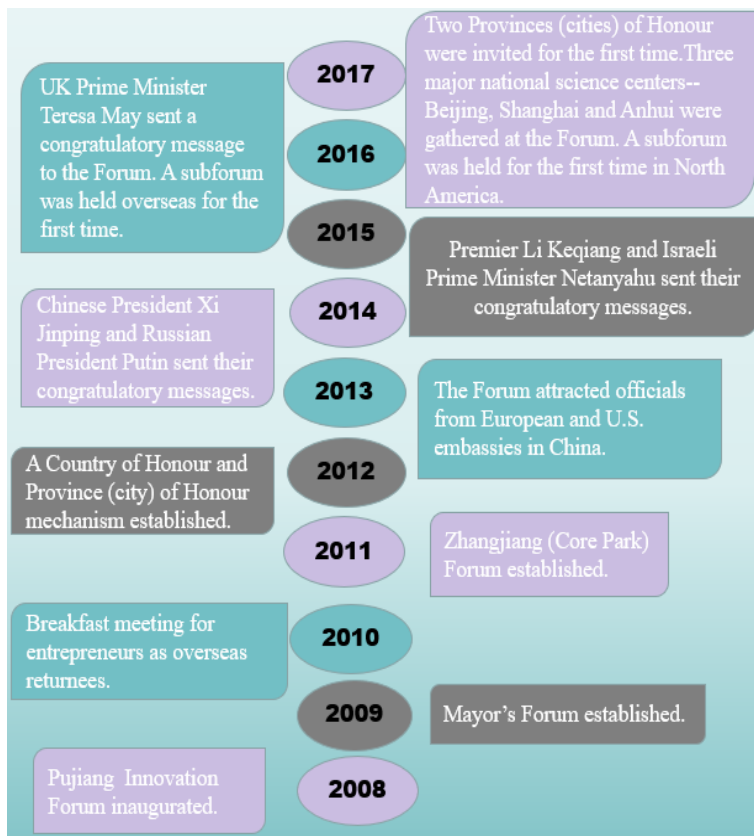 2017
Two Provinces (cities) of Honour
were invited for the first time.Three
major national science centers--
Beijing, Shanghai and Anhui were
gathered at the Forum. A subforum
was held for the first time in North
America.
UK Prime Minister
Teresa May sent a
congratulatory message
to the Forum. A subforum
was held overseas for the
first time.
2016
2015
Premier Li Keqiang and Israeli
Prime Minister Netanyahu sent their
congratulatory messages.
Chinese President Xi
Jinping and Russian
President Putin sent their
congratulatory messages.
2014
2013
The Forum attracted officials
from European and U.S.
embassies in China.
A Country of Honour and
Province (city) of Honour
mechanism established.
2012
2011
Zhangjiang (Core Park)
Forum established.
Breakfast meeting for
entrepreneurs as overseas
returnees.
2010
2009
Mayor’s Forum established.
Pujiang Innovation
Forum inaugurated.
2008